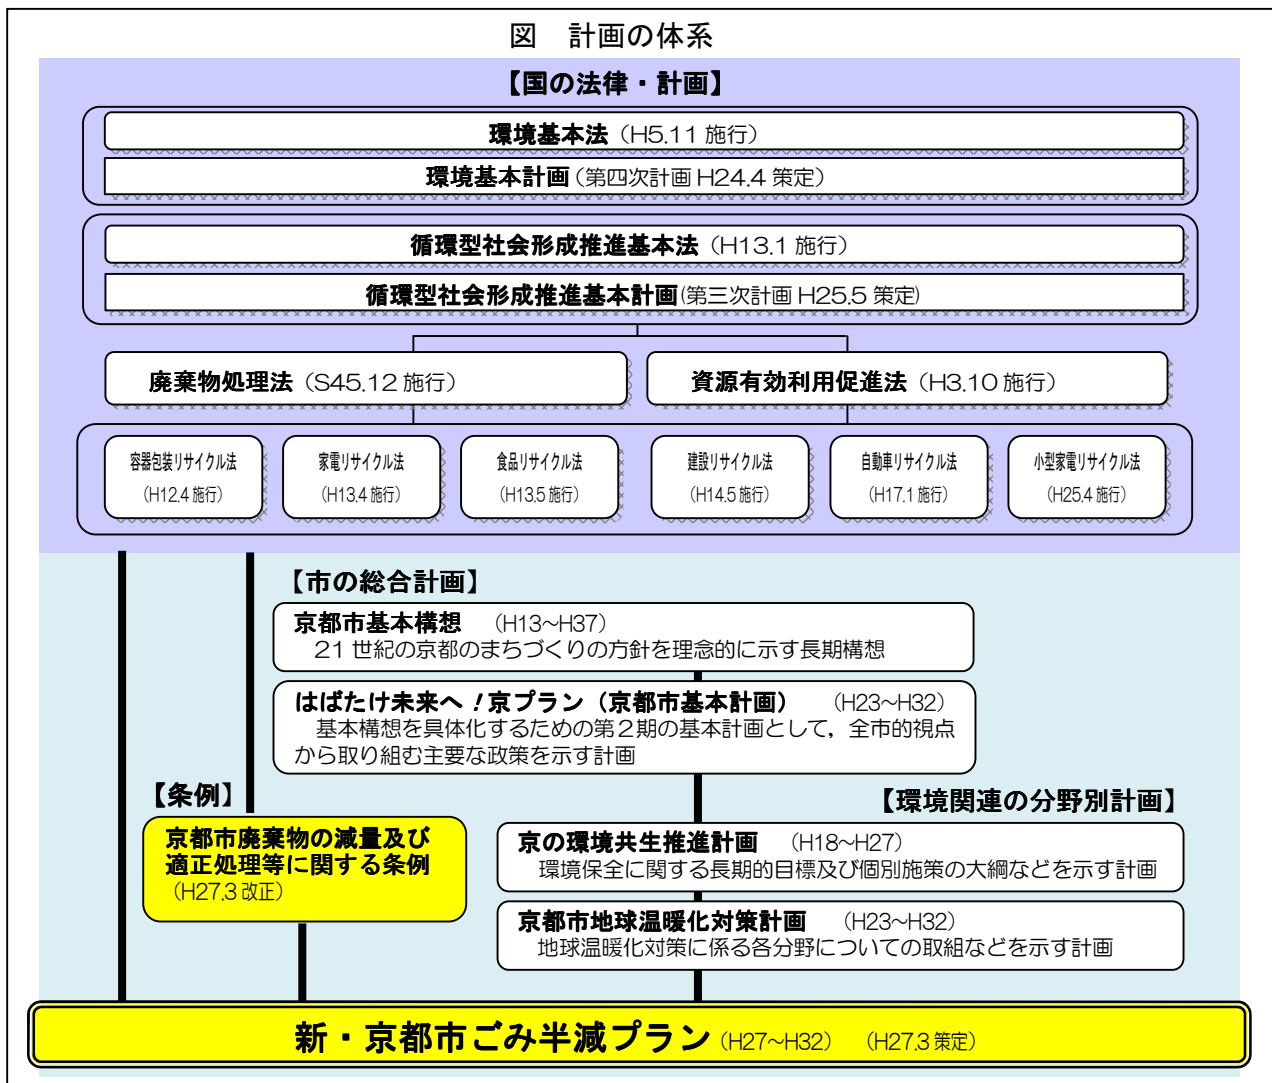 図　計画の体系
【国の法律・計画】
環境基本法（H5.11 施行）
環境基本計画（第四次計画 H24.4 策定）
循環型社会形成推進基本法（H13.1 施行）
循環型社会形成推進基本計画(第三次計画 H25.5 策定)
廃棄物処理法（S45.12 施行）
資源有効利用促進法（H3.10 施行）
容器包装リサイクル法
（H12.4 施行）
家電リサイクル法
（H13.4 施行）
食品リサイクル法
（H13.5 施行）
建設リサイクル法
（H14.5 施行）
自動車リサイクル法
（H17.1 施行）
小型家電リサイクル法
（H25.4 施行）
【市の総合計画】
京都市基本構想　（H13～H37）
21 世紀の京都のまちづくりの方針を理念的に示す長期構想
はばたけ未来へ！京プラン（京都市基本計画）　（H23～H32）
基本構想を具体化するための第２期の基本計画として，全市的視点
から取り組む主要な政策を示す計画
【条例】
京都市廃棄物の減量及び
適正処理等に関する条例
（H27.3 改正）
【環境関連の分野別計画】
京の環境共生推進計画　（H18～H27）
環境保全に関する長期的目標及び個別施策の大綱などを示す計画
京都市地球温暖化対策計画　（H23～H32）
地球温暖化対策に係る各分野についての取組などを示す計画
新・京都市ごみ半減プラン（H27～H32）　（H27.3 策定）